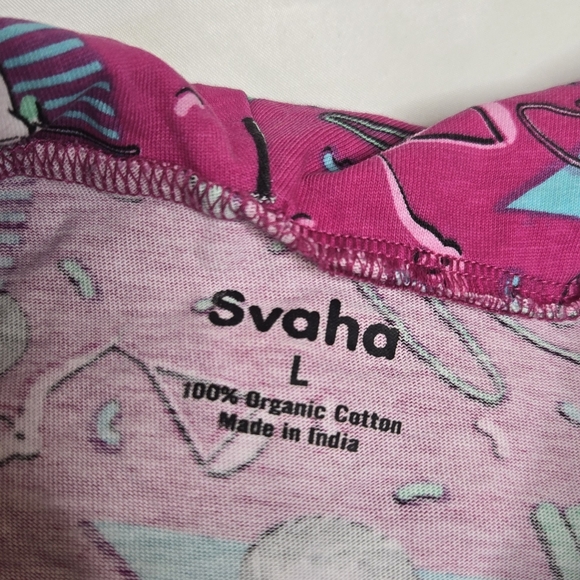 Svaha
L
100% Organic Cotton
Made in India